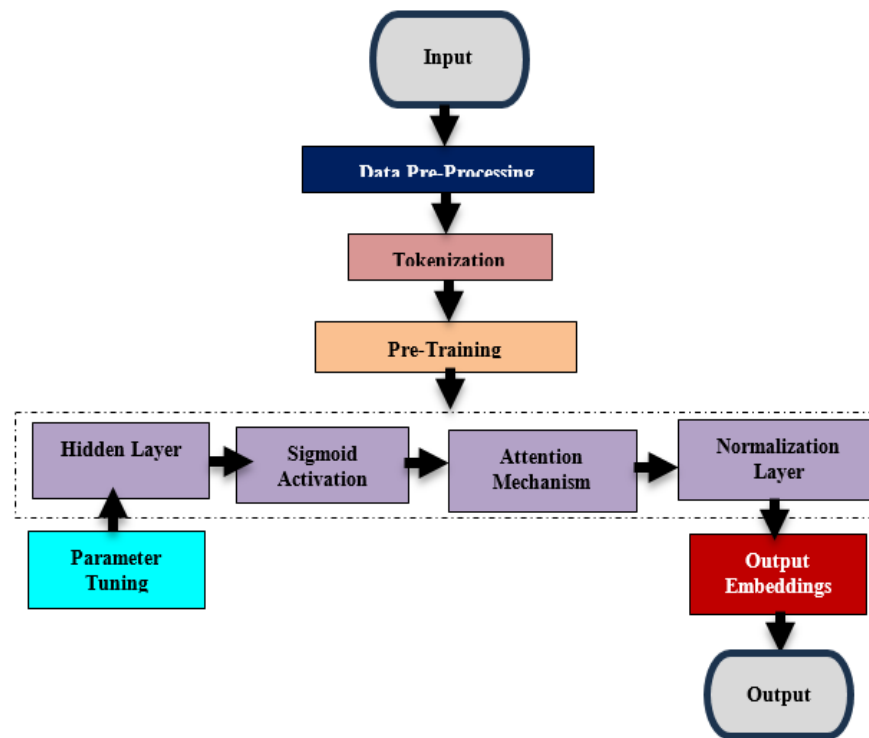 Input
Data Pre-Processing
Tokenization
Pre-Training
Hidden Layer
Sigmoid
Activation
Attention
Mechanism
Normalization
Layer
Parameter
Tuning
Output
Embeddings
Output